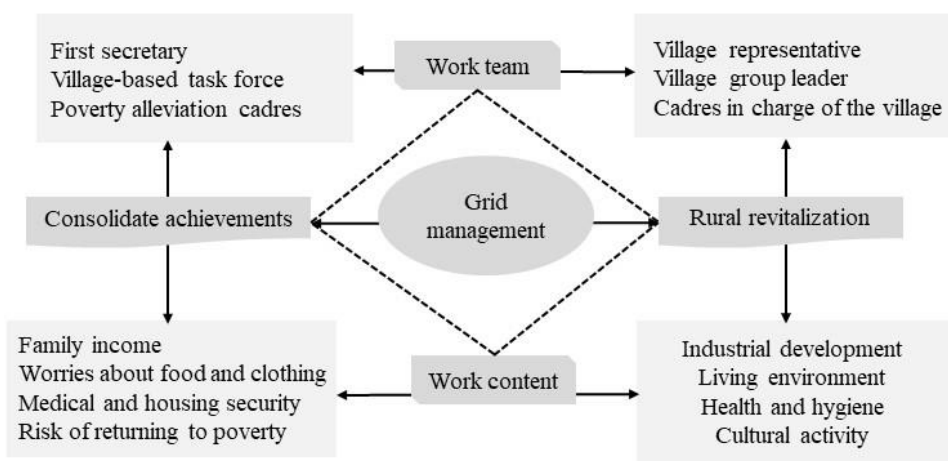 First secretary
Village-based task force
Poverty alleviation cadres
Work team
Village representative
Village group leader
Cadres in charge of the village
Consolidate achievements
Grid
management
Rural revitalization
Family income
Worries about food and clothing
Medical and housing security
Risk of returning to poverty
Work content
Industrial development
Living environment
Health and hygiene
Cultural activity